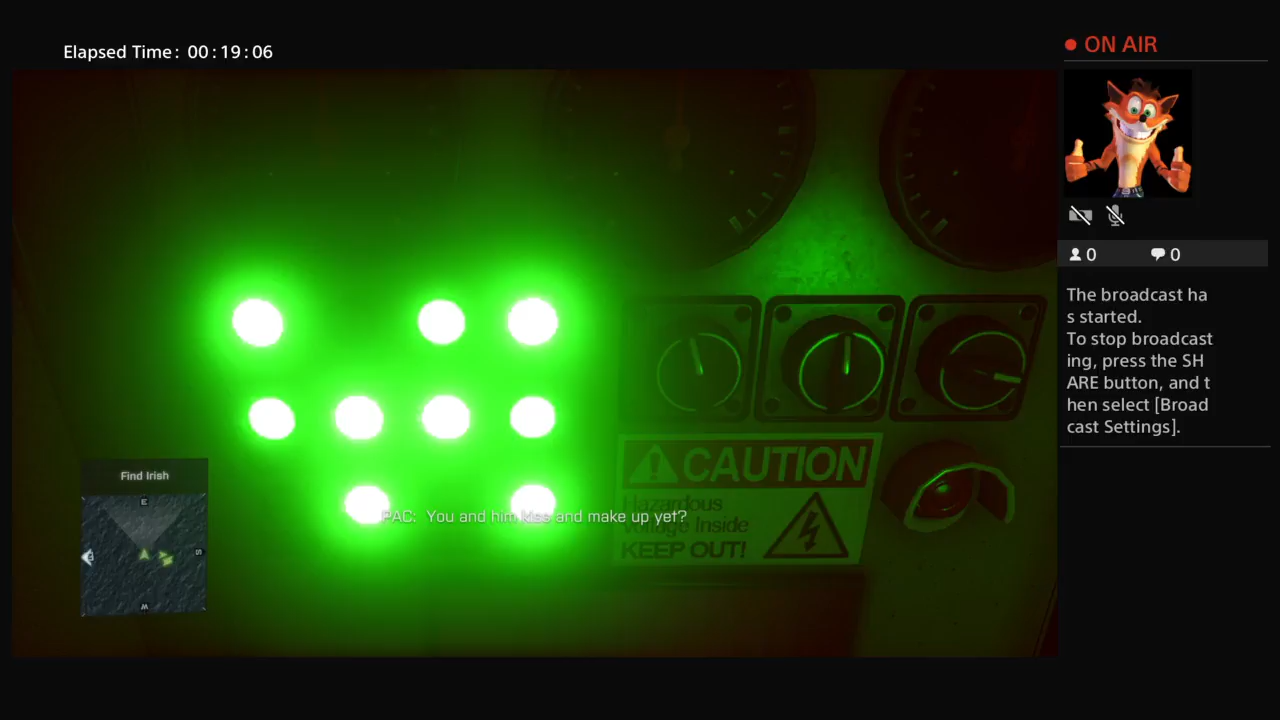 Elapsed Time: 00:19:06
ON AIR
0 0
The broadcast ha
s started.
To stop broadcast
ing, press the SH
ARE button, and t
hen select [Broad
cast Settings].
CAUTION
Hazardous
Voltage Inside
KEEP OUT!
Find Irish
E
S
W
PAC: You and him kiss and make up yet?